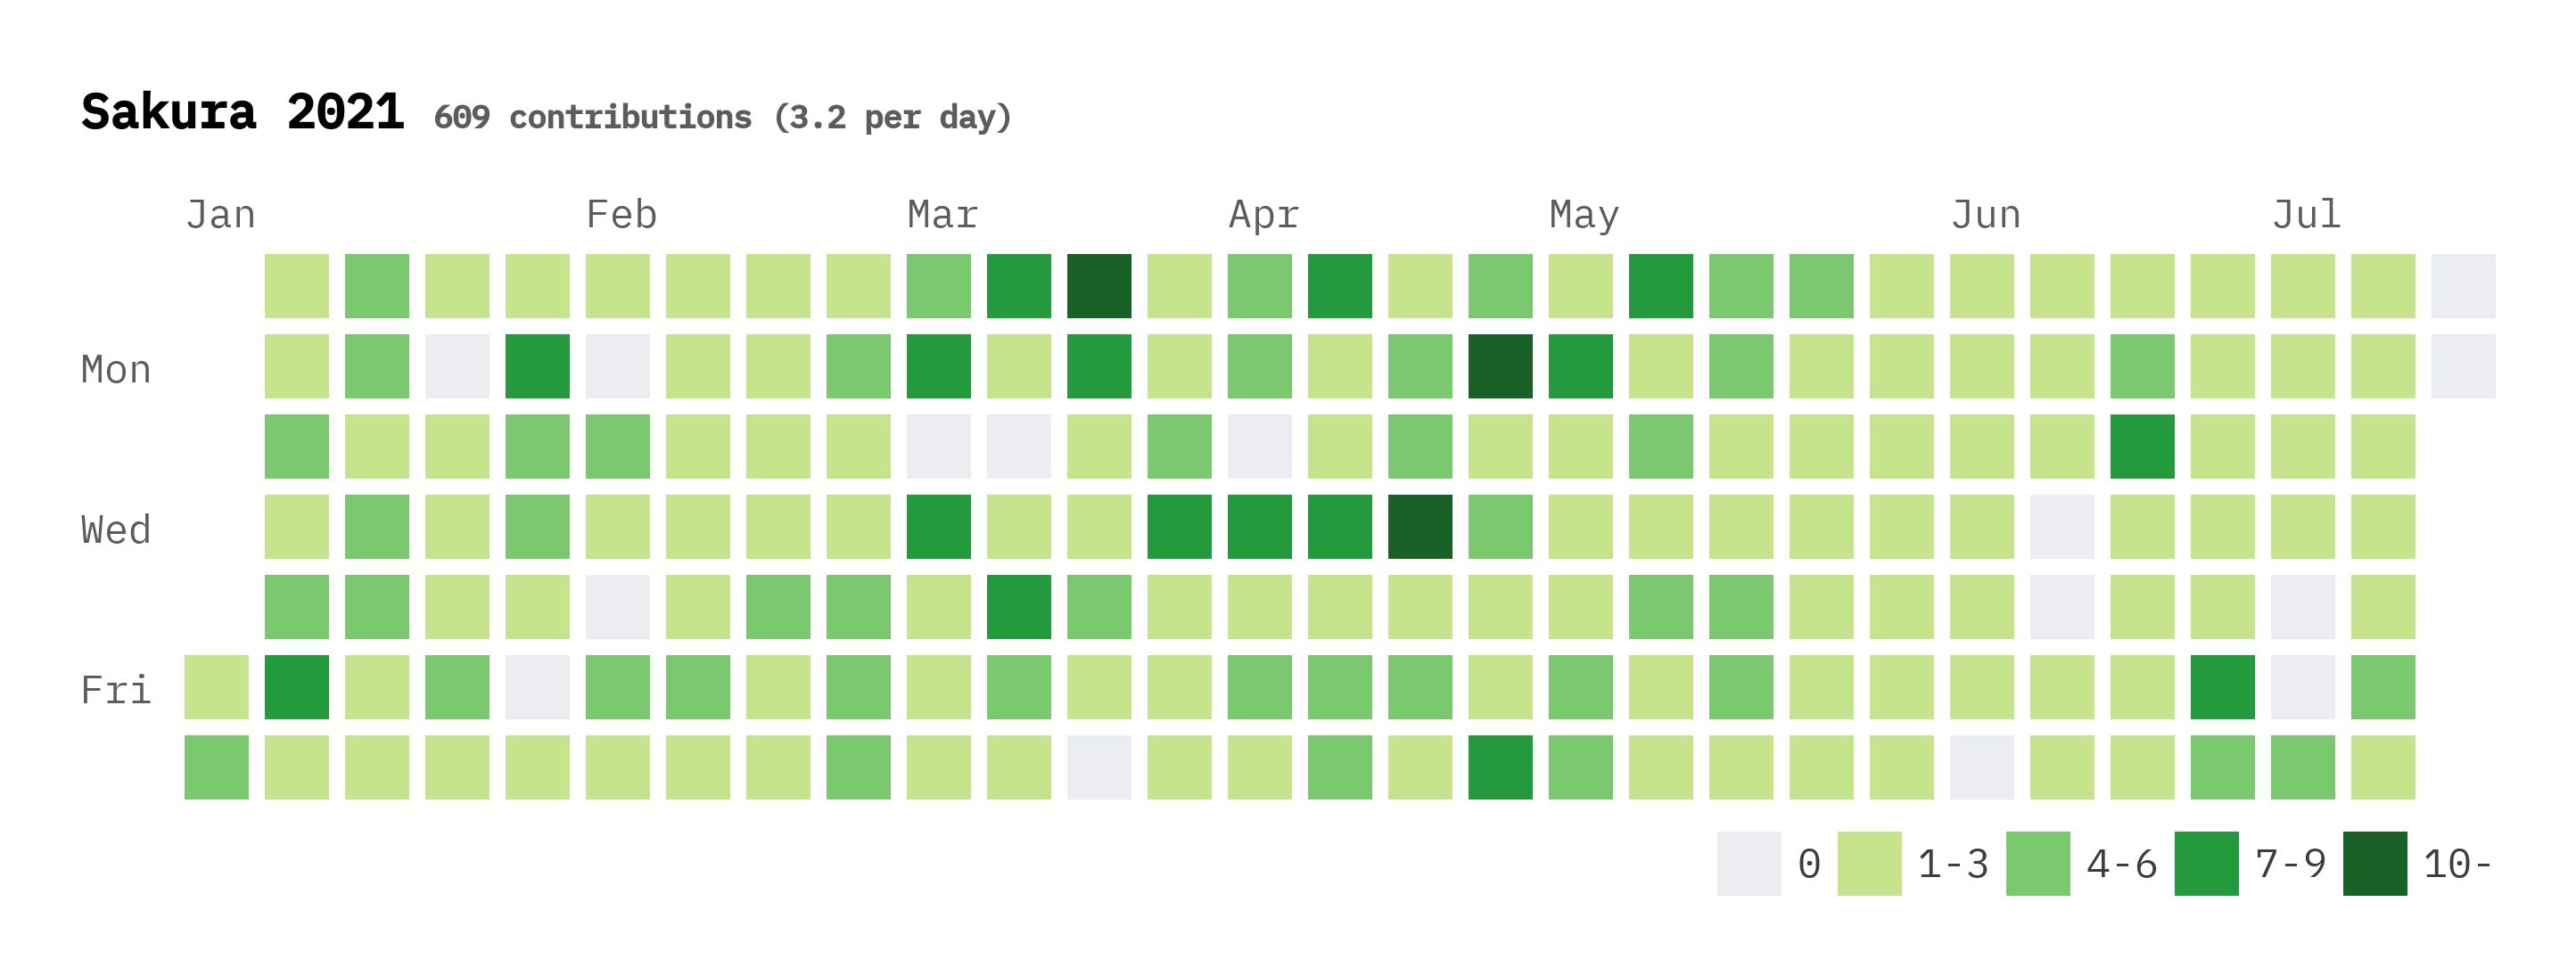 Sakura 2021 609 contributions (3.2 per day)
Jan Feb Mar Apr May Jun Jul
Mon
Wed
Fri
0 1-3 4-6 7-9 10-